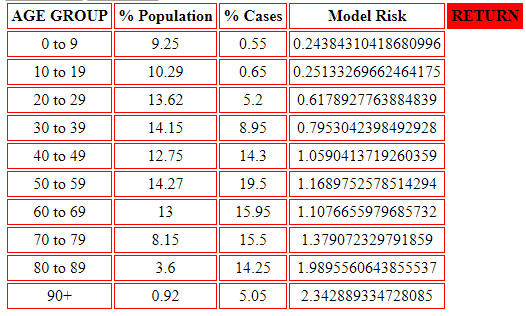 AGE GROUP % Population % Cases Model Risk RETURN
0 to 9 9.25 0.55 0.24384310418680996
10 to 19 10.29 0.65 0.25133269662464175
20 to 29 13.62 5.2 0.6178927763884839
30 to 39 14.15 8.95 0.7953042398492928
40 to 49 12.75 14.3 1.0590413719260359
50 to 59 14.27 19.5 1.1689752578514294
60 to 69 13 15.95 1.1076655979685732
70 to 79 8.15 15.5 1.379072329791859
80 to 89 3.6 14.25 1.9895560643855537
90+ 0.92 5.05 2.342889334728085